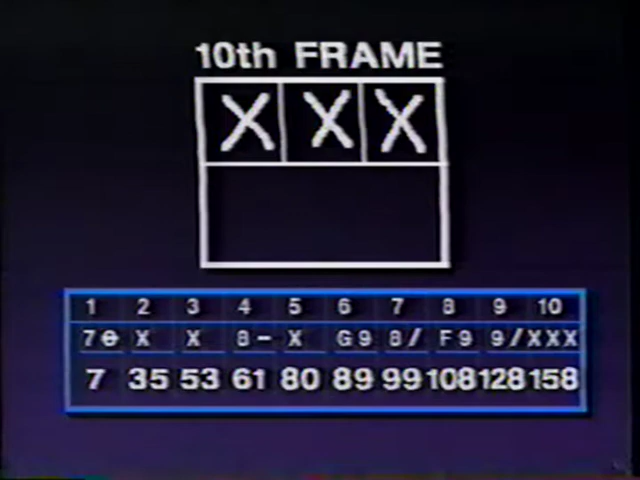 10th FRAME
X X X
1 2 3 4 5 6 7 8 9 10
7⊖ X X 8- X G9 8/ F9 9/ XXX
7 35 53 61 80 89 99 108 128 158